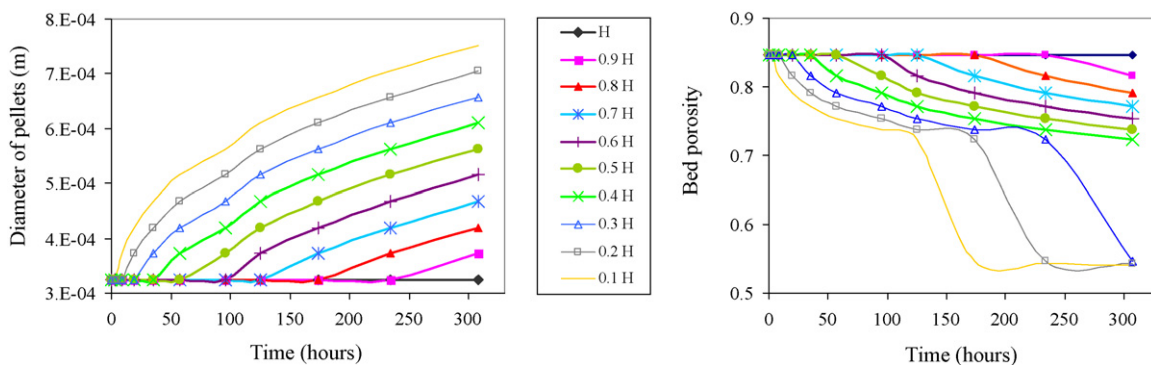 Diameter of pellets (m)
8.E-04
7.E-04
6.E-04
5.E-04
4.E-04
3.E-04
0 50 100 150 200 250 300
Time (hours)
H
0.9 H
0.8 H
0.7 H
0.6 H
0.5 H
0.4 H
0.3 H
0.2 H
0.1 H
Bed porosity
0.9
0.8
0.7
0.6
0.5
0 50 100 150 200 250 300
Time (hours)